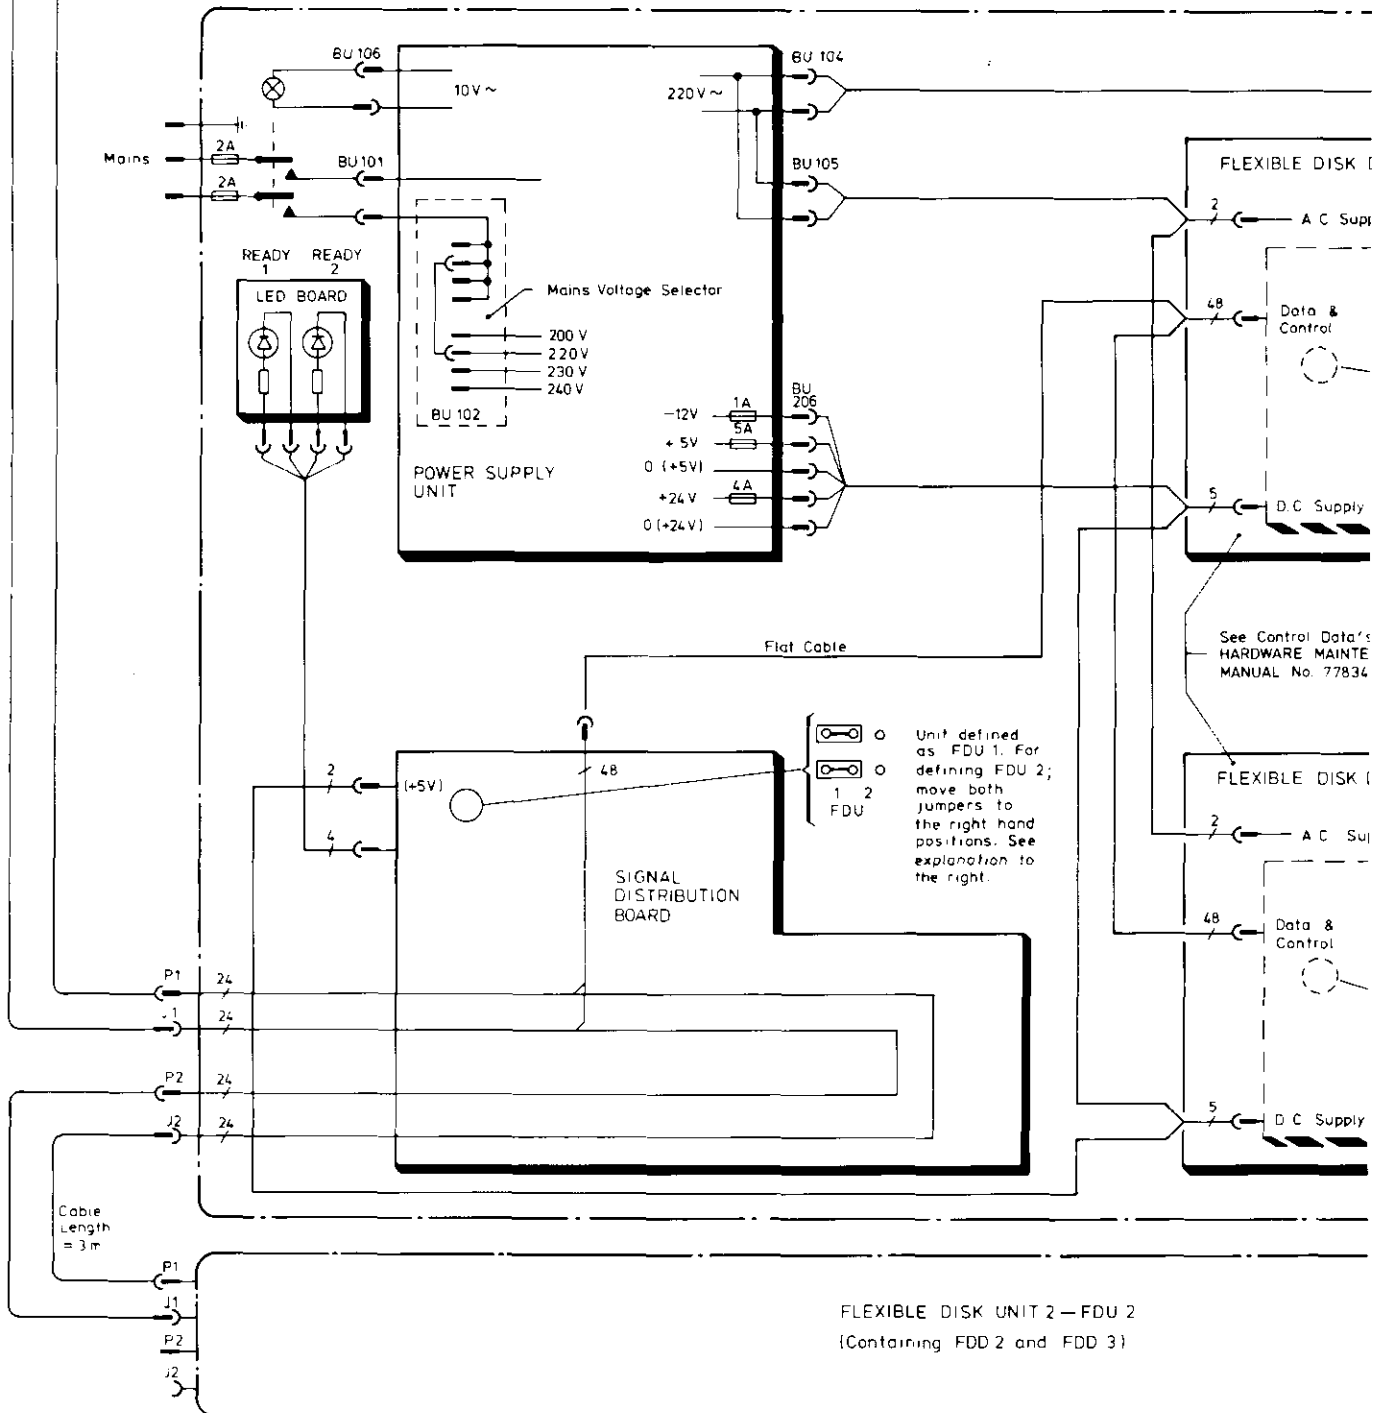 BU 106
BU 104
10V ~
220V ~
Mains
2A
2A
BU 101
BU 105
FLEXIBLE DISK
2
A C
READY
1
READY
2
LED BOARD
Mains Voltage Selector
200 V
220 V
230 V
240 V
BU 102
48
Data &
Control
POWER SUPPLY
UNIT
BU
206
-12V
1A
+ 5V
5A
0 (+5V)
+24V
4A
0 (+24V)
5
D.C Supply
Flat Cable
See Control Data's
HARDWARE
MANUAL No. 77834
2
(+5V)
4
48
1 2
FDU
Unit defined
as FDU 1. For
defining FDU 2;
move both
jumpers to
the right hand
positions. See
explanation to
the right.
SIGNAL
DISTRIBUTION
BOARD
FLEXIBLE DISK
2
A C
48
Data &
Control
P1
24
J1
24
P2
24
J2
24
5
D C Supply
Cable
Length
= 3 m
P1
J1
P2
J2
FLEXIBLE DISK UNIT 2 — FDU 2
(Containing FDD 2 and FDD 3)